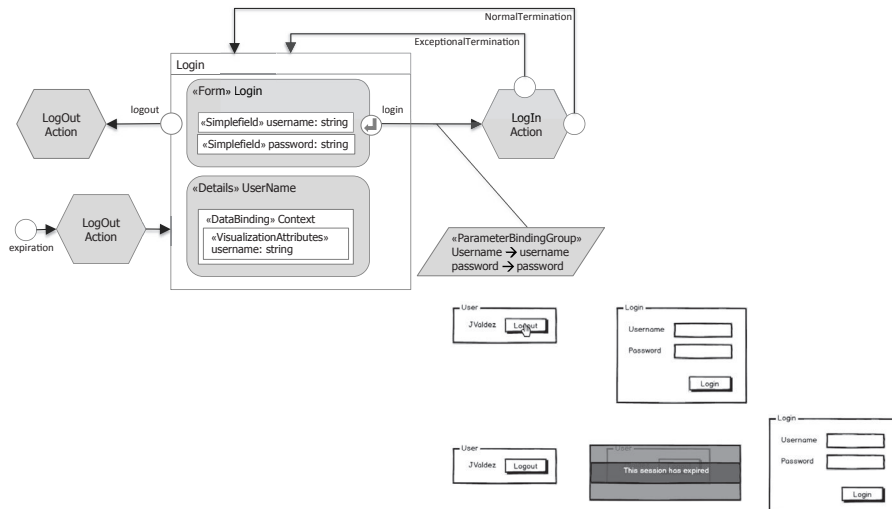 NormalTermination
ExceptionalTermination
Login
«Form» Login
logout
login
«Simplefield» username: string
«Simplefield» password: string
LogOut
Action
LogIn
Action
«Details» UserName
«DataBinding» Context
«VisualizationAttributes»
username: string
LogOut
Action
expiration
«ParameterBindingGroup»
Username → username
password → password
User
JValdez Logout
Login
Username
Password
Login
User
JValdez Logout
User
This session has expired
Login
Username
Password
Login